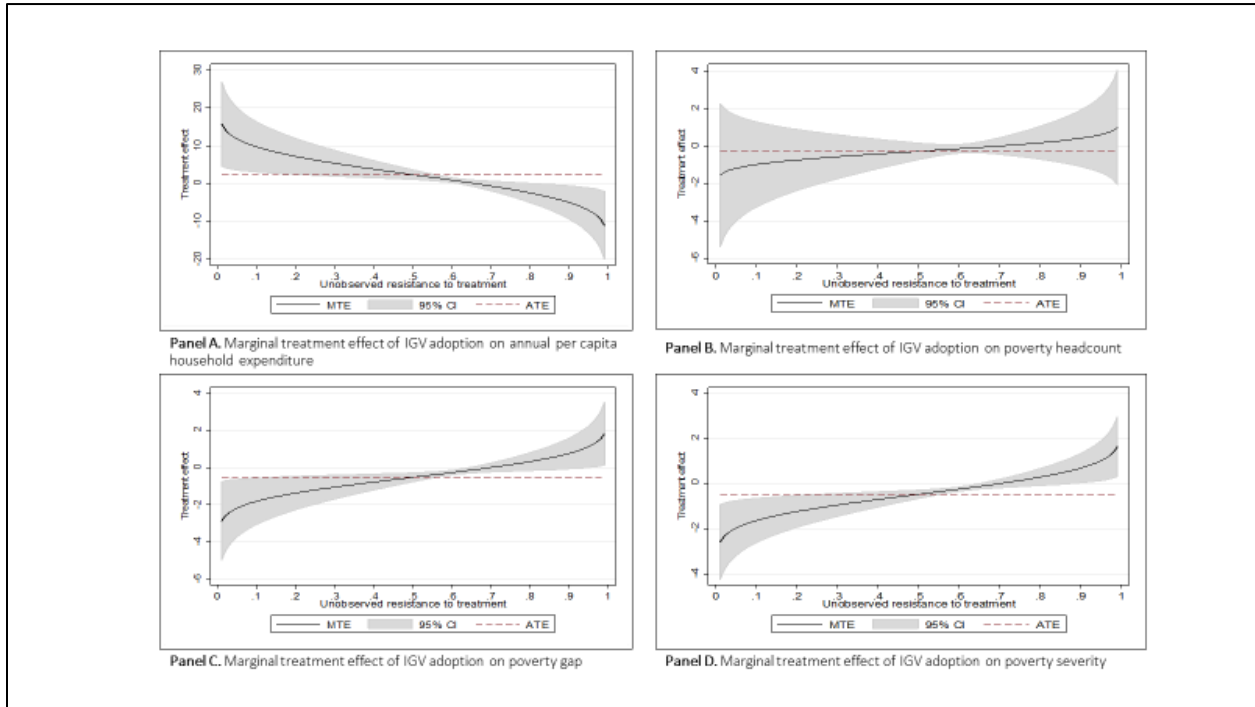 30
20
10
0
-10
-20
Treatment effect
0 .1 .2 .3 .4 .5 .6 .7 .8 .9 1
Unobserved resistance to treatment
MTE 95% CI ATE
Panel A. Marginal treatment effect of IGV adoption on annual per capita
household expenditure
4
2
0
-2
-4
-6
Treatment effect
0 .1 .2 .3 .4 .5 .6 .7 .8 .9 1
Unobserved resistance to treatment
MTE 95% CI ATE
Panel B. Marginal treatment effect of IGV adoption on poverty headcount
4
2
0
-2
-4
-6
Treatment effect
0 .1 .2 .3 .4 .5 .6 .7 .8 .9 1
Unobserved resistance to treatment
MTE 95% CI ATE
Panel C. Marginal treatment effect of IGV adoption on poverty gap
4
2
0
-2
-4
Treatment effect
0 .1 .2 .3 .4 .5 .6 .7 .8 .9 1
Unobserved resistance to treatment
MTE 95% CI ATE
Panel D. Marginal treatment effect of IGV adoption on poverty severity